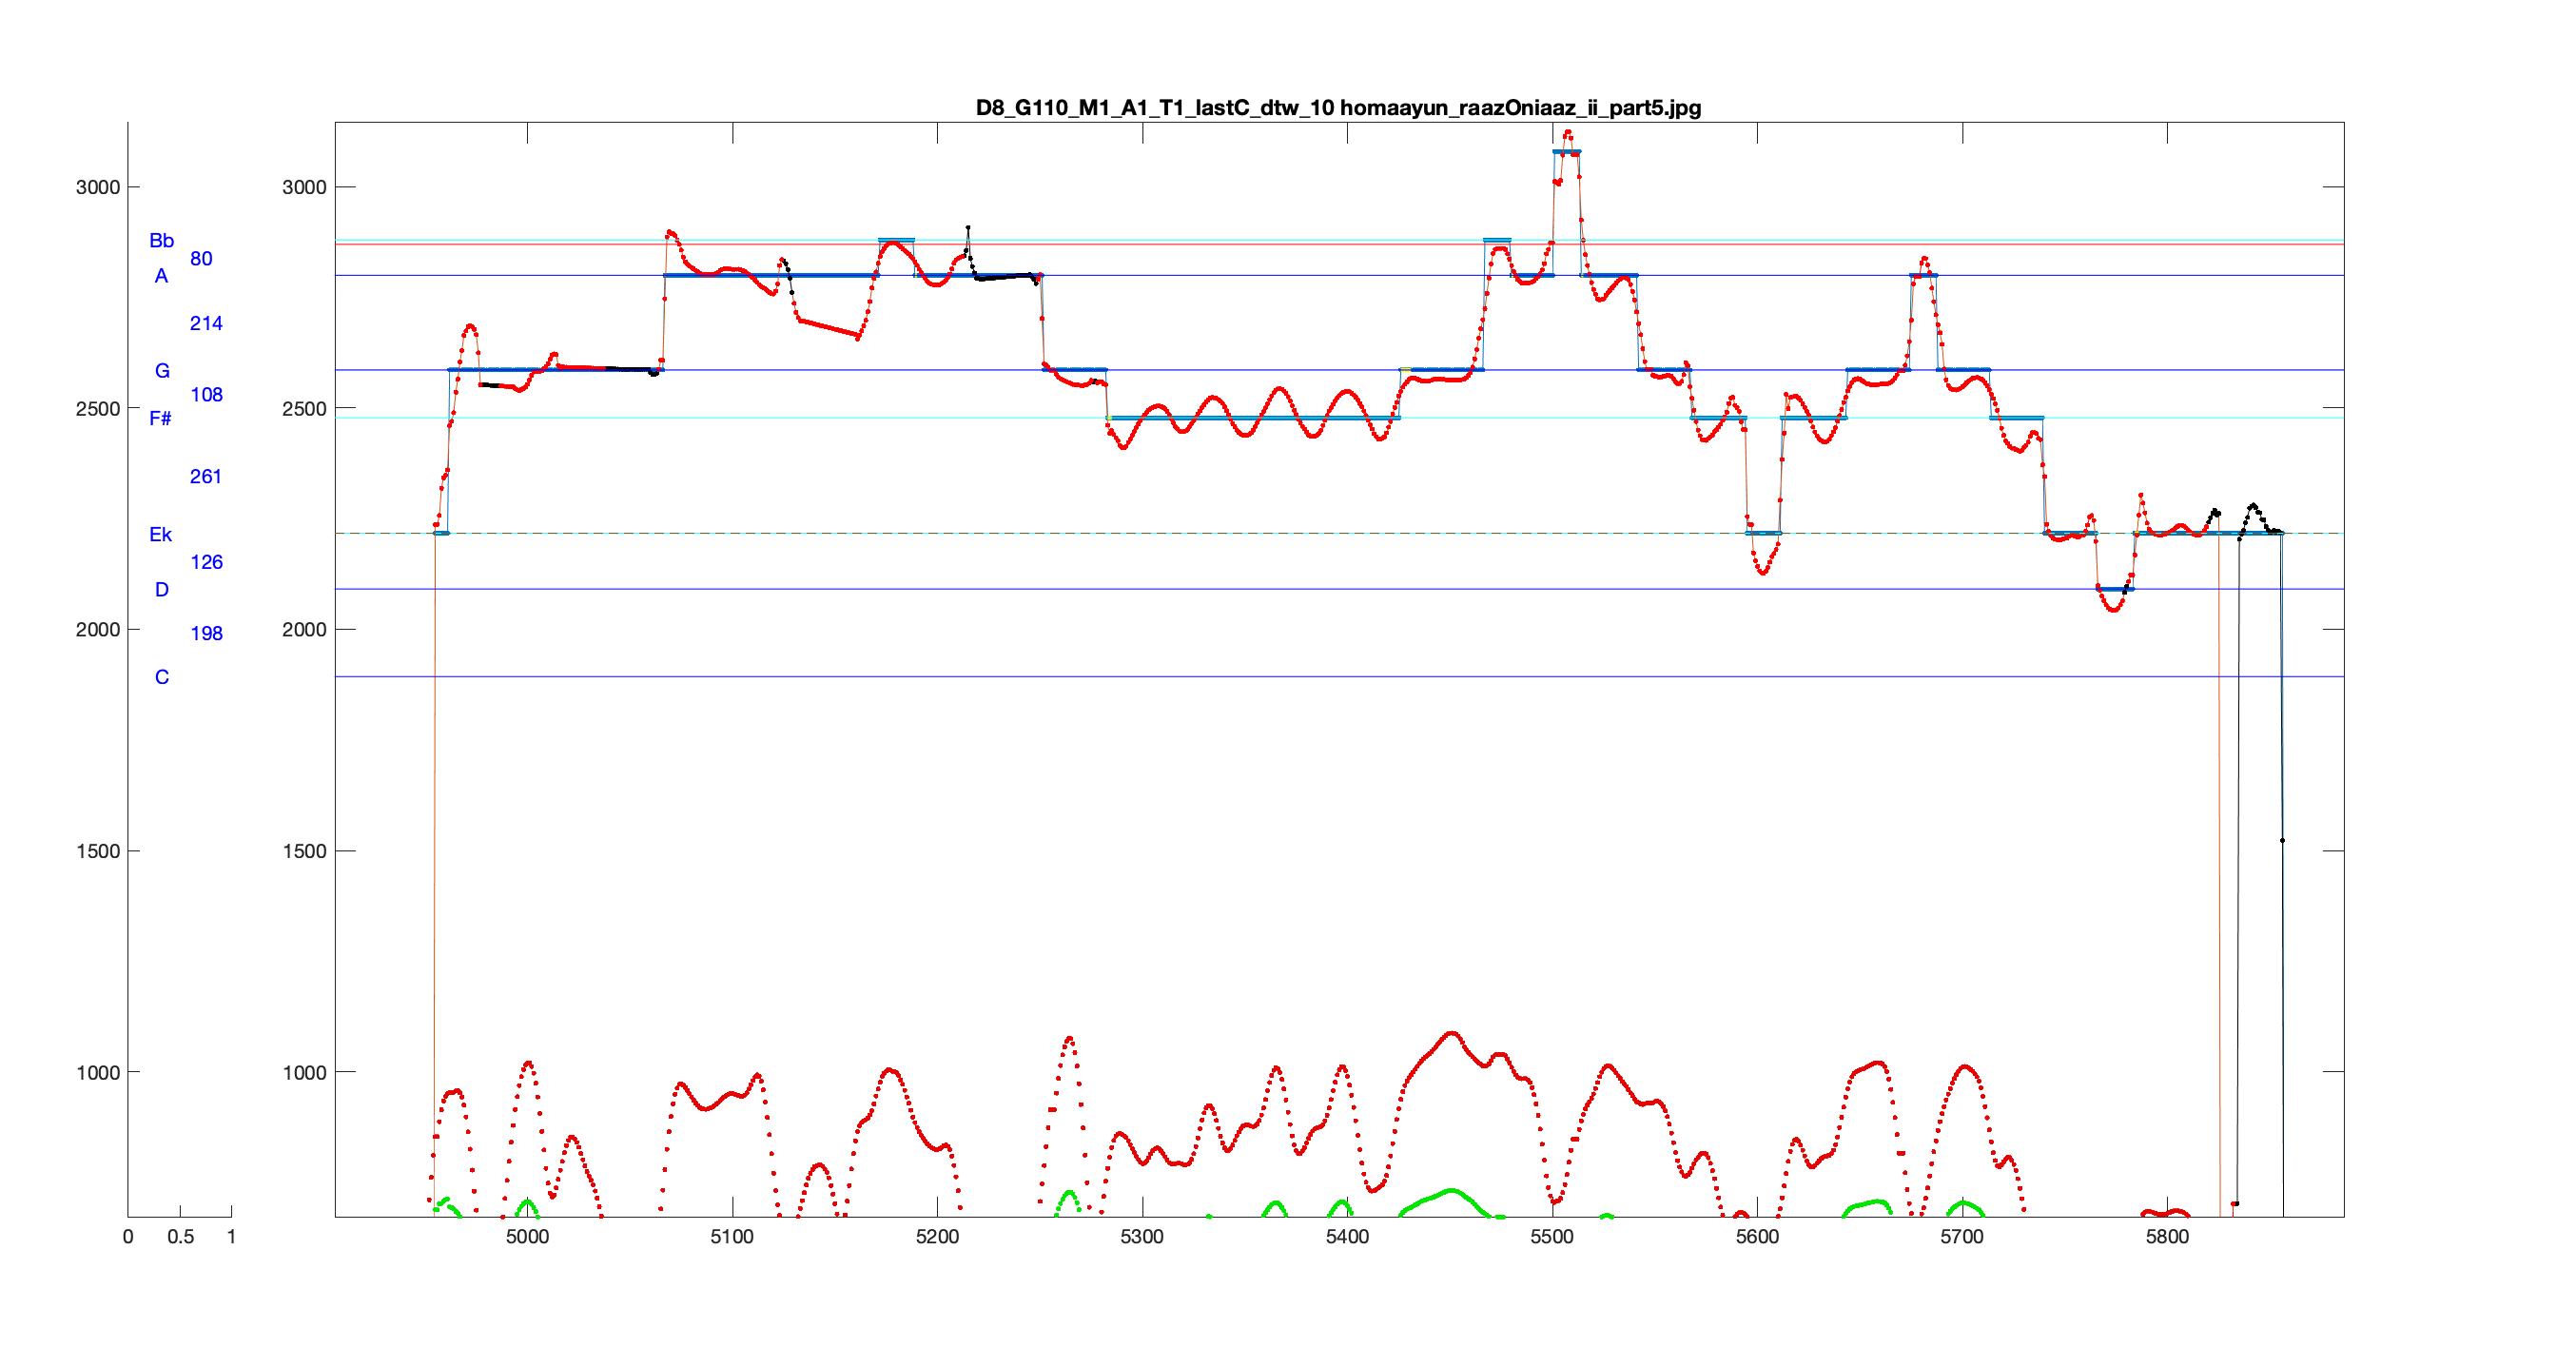 D8_G110_M1_A1_T1_lastC_dtw_10 homaayun_raazOniaaz_ii_part5.jpg
3000 3000
Bb
80
A
214
G
108
2500 2500
F#
261
Ek
126
D
2000 198 2000
C
1500 1500
1000 1000
0 0.5 1 5000 5100 5200 5300 5400 5500 5600 5700 5800